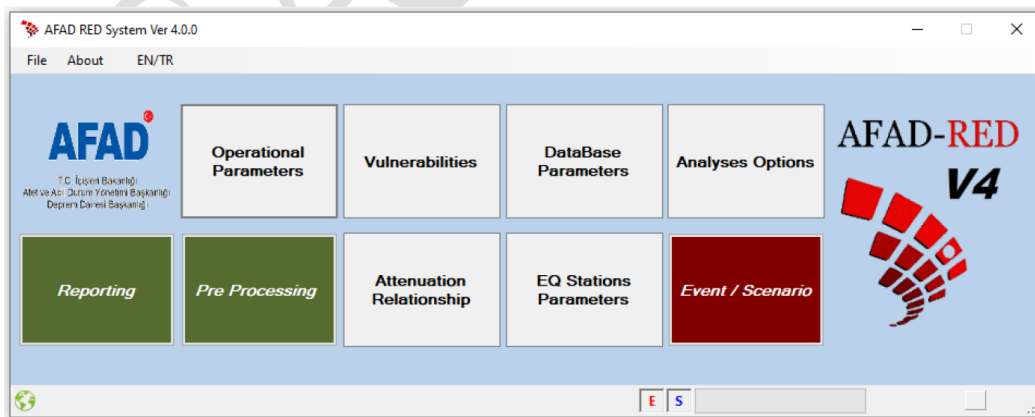 AFAD RED System Ver 4.0.0
File About EN/TR
AFAD
T.C. İçişleri Bakanlığı
Afet ve Acil Durum Yönetimi Başkanlığı
Deprem Dairesi Başkanlığı
Operational
Parameters
Vulnerabilities
DataBase
Parameters
Analyses Options
AFAD-RED
V4
Reporting
Pre Processing
Attenuation
Relationship
EQ Stations
Parameters
Event / Scenario
E S